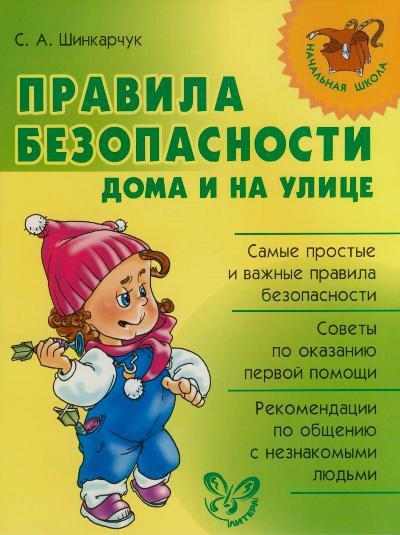 С. А. Шинкарчук
НАЧАЛЬНАЯ ШКОЛА
ПРАВИЛА
БЕЗОПАСНОСТИ
ДОМА И НА УЛИЦЕ
Самые простые
и важные правила
безопасности
Советы
по оказанию
первой помощи
Рекомендации
по общению
с незнакомыми
людьми
ЛИТЕРА